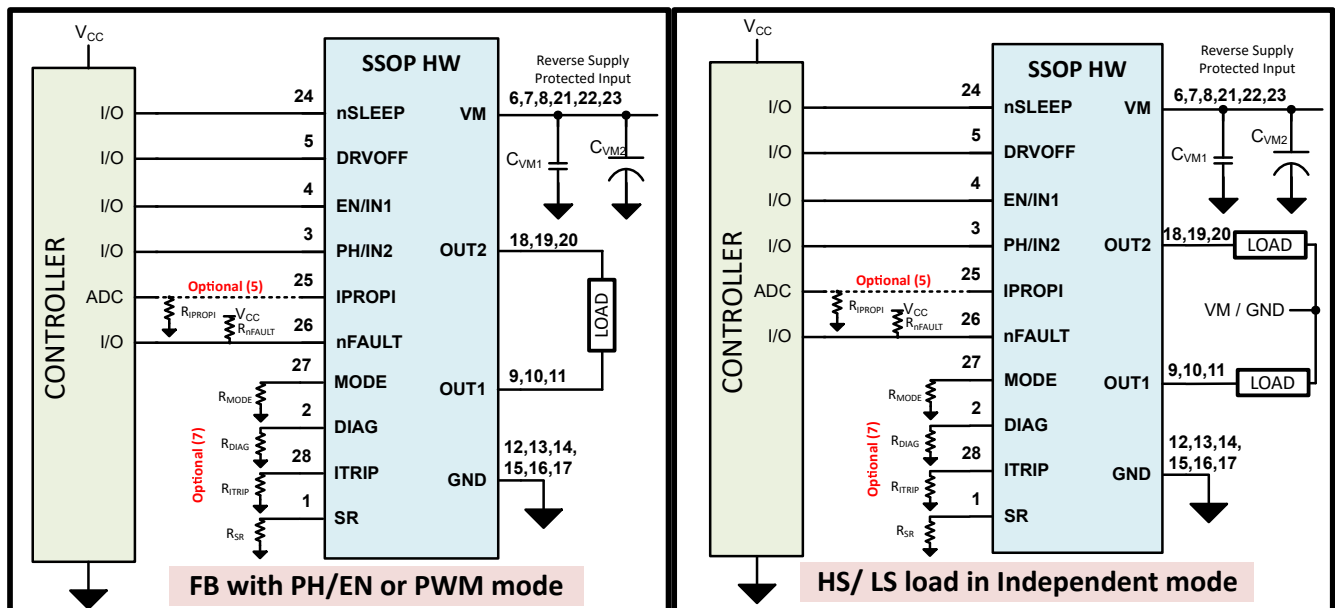 VCC
SSOP HW
Reverse Supply
Protected Input
6,7,8,21,22,23
I/O
24
nSLEEP
VM
I/O
5
DRVOFF
CVM1
CVM2
I/O
4
EN/IN1
I/O
3
PH/IN2
OUT2
18,19,20
CONTROLLER
ADC
Optional (5)
25
IPROPI
RIPROPI
VCC
RnFAULT
I/O
26
nFAULT
LOAD
27
MODE
OUT1
9,10,11
RMODE
2
DIAG
RDIAG
Optional (7)
28
ITRIP
RITRIP
12,13,14,
15,16,17
GND
1
SR
RSR
FB with PH/EN or PWM mode
VCC
SSOP HW
Reverse Supply
Protected Input
6,7,8,21,22,23
I/O
24
nSLEEP
VM
I/O
5
DRVOFF
CVM1
CVM2
I/O
4
EN/IN1
I/O
3
PH/IN2
OUT2
18,19,20
LOAD
CONTROLLER
ADC
Optional (5)
25
IPROPI
RIPROPI
VCC
RnFAULT
VM / GND
I/O
26
nFAULT
27
MODE
OUT1
9,10,11
LOAD
RMODE
2
DIAG
RDIAG
Optional (7)
28
ITRIP
RITRIP
12,13,14,
15,16,17
GND
1
SR
RSR
HS/ LS load in Independent mode